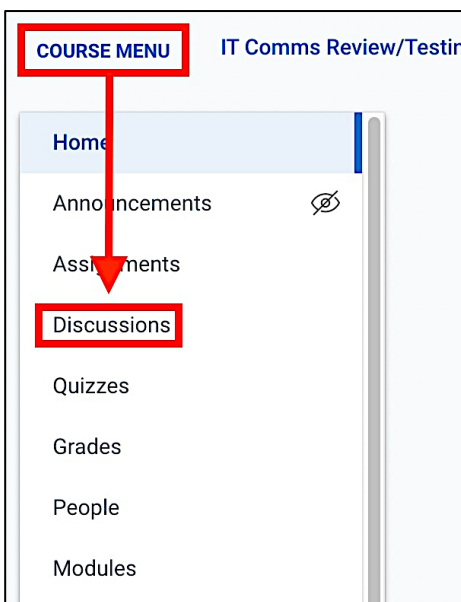 COURSE MENU IT Comms Review/Testin
Home
Announcements
Assignments
Discussions
Quizzes
Grades
People
Modules